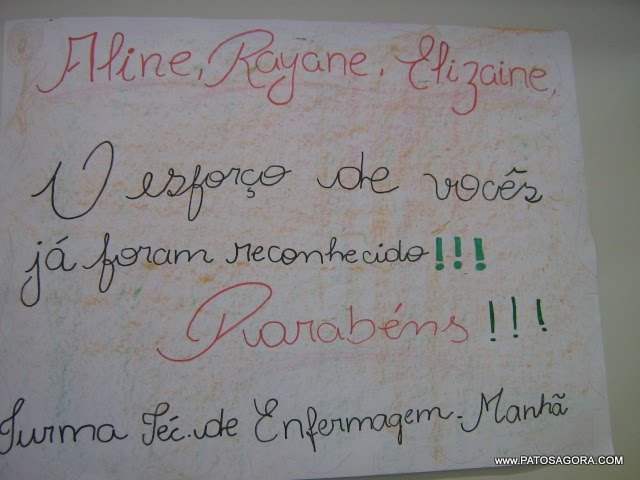 Aline, Rayane, Elizaine,
O esforço de vocês
já foram reconhecido!!!
Parabéns !!!
Turma Téc. de Enfermagem - Manhã
WWW.PATOSAGORA.COM